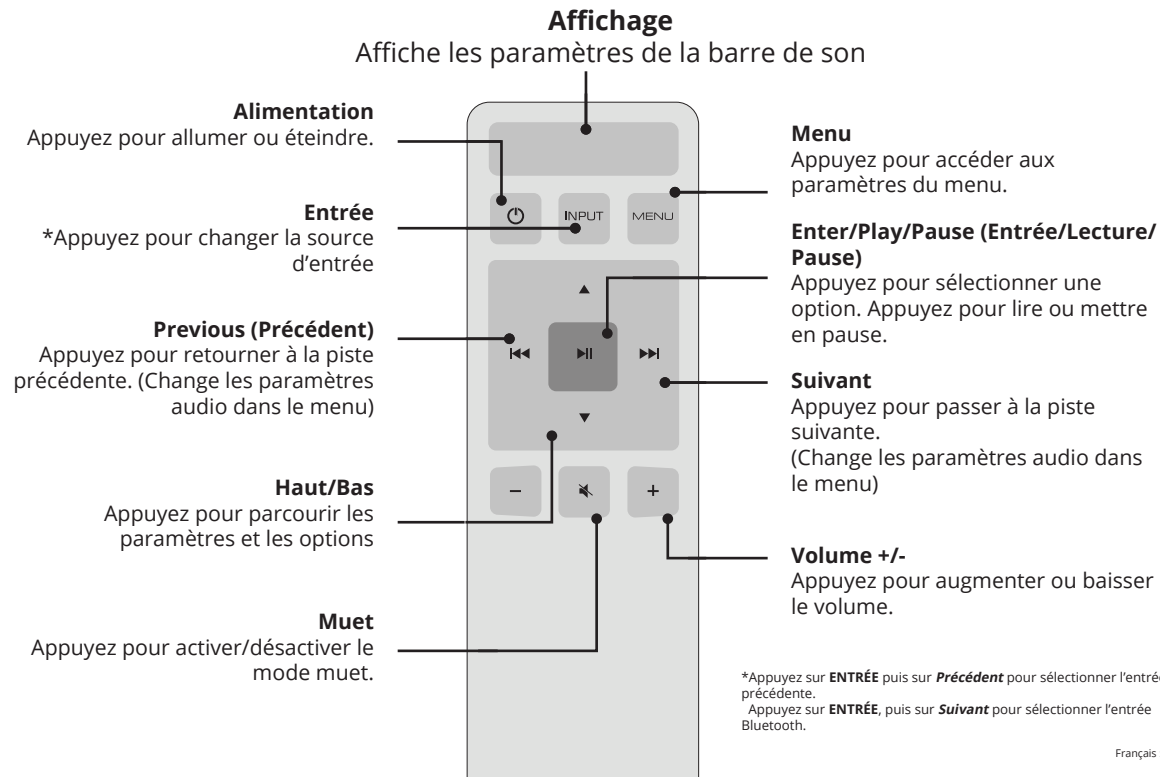 Affichage
Affiche les paramètres de la barre de son
Alimentation
Appuyez pour allumer ou éteindre.
Entrée
*Appuyez pour changer la source
d'entrée
Previous (Précédent)
Appuyez pour retourner à la piste
précédente. (Change les paramètres
audio dans le menu)
Haut/Bas
Appuyez pour parcourir les
paramètres et les options
Muet
Appuyez pour activer/désactiver le
mode muet.
INPUT
MENU
Menu
Appuyez pour accéder aux
paramètres du menu.
Enter/Play/Pause (Entrée/Lecture/
Pause)
Appuyez pour sélectionner une
option. Appuyez pour lire ou mettre
en pause.
Suivant
Appuyez pour passer à la piste
suivante.
(Change les paramètres audio dans
le menu)
Volume +/-
Appuyez pour augmenter ou baisser
le volume.
*Appuyez sur ENTRÉE puis sur Précédent pour sélectionner l'entrée
précédente.
Appuyez sur ENTRÉE, puis sur Suivant pour sélectionner l'entrée
Bluetooth.
Français